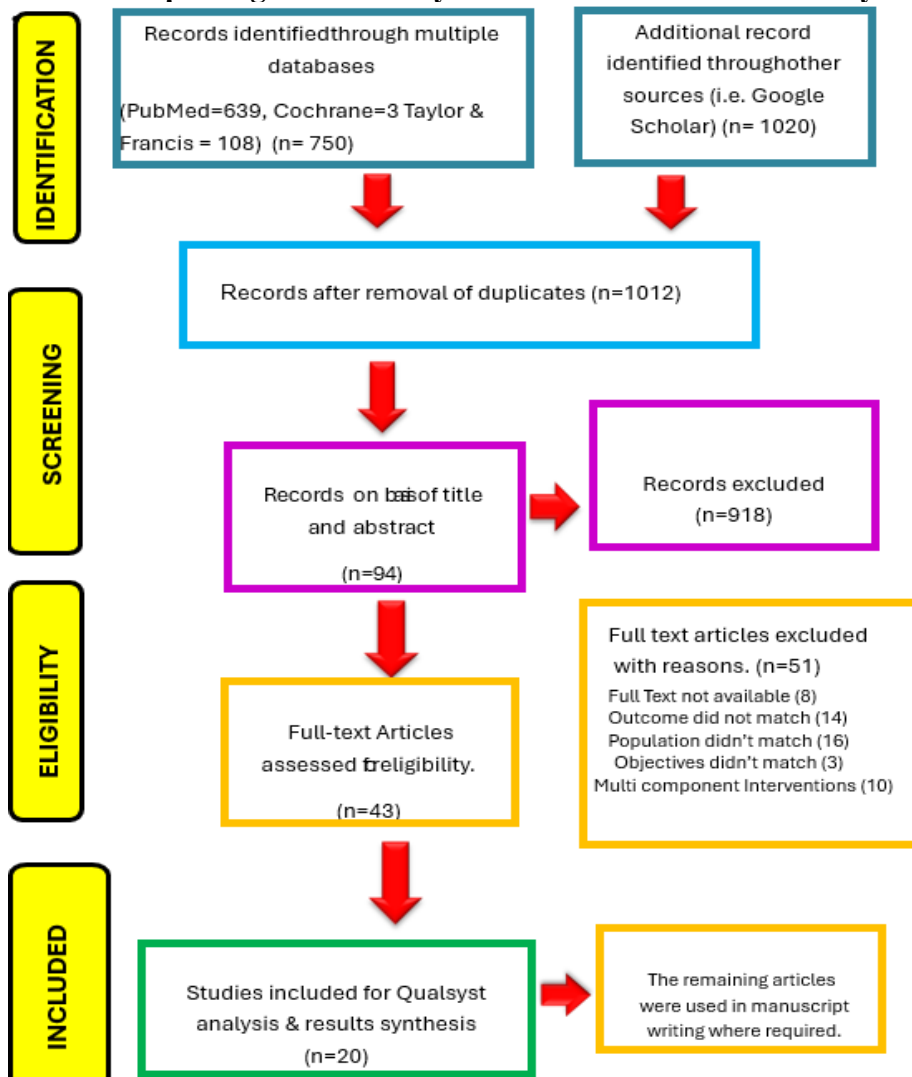 IDENTIFICATION
Records identifiedthrough multiple
databases
(PubMed=639, Cochrane=3 Taylor &
Francis = 108) (n= 750)
Additional record
identified throughother
sources (i.e. Google
Scholar) (n= 1020)
Records after removal of duplicates (n=1012)
SCREENING
Records on basisof title
and abstract
(n=94)
Records excluded
(n=918)
ELIGIBILITY
Full-text Articles
assessed freligibility.
(n=43)
Full text articles excluded
with reasons. (n=51)
Full Text not available (8)
Outcome did not match (14)
Population didn't match (16)
Objectives didn't match (3)
Multi component Interventions (10)
INCLUDED
Studies included for Qualsyst
analysis & results synthesis
(n=20)
The remaining articles
were used in manuscript
writing where required.